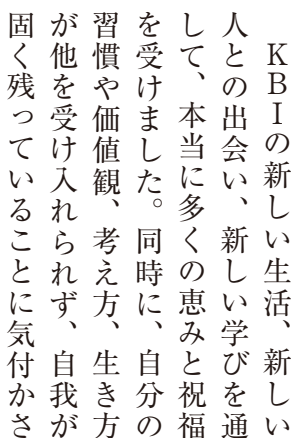 KBIの新しい生活、新しい
人との出会い、新しい学びを通
して、本当に多くの恵みと祝福
を受けました。同時に、自分の
習慣や価値観、考え方、生き方
が他を受け入れられず、自我が
固く残っていることに気付かさ